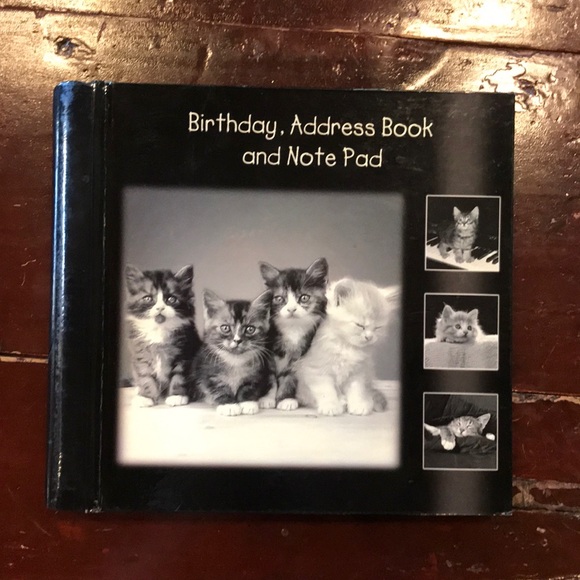 Birthday, Address Book
and Note Pad